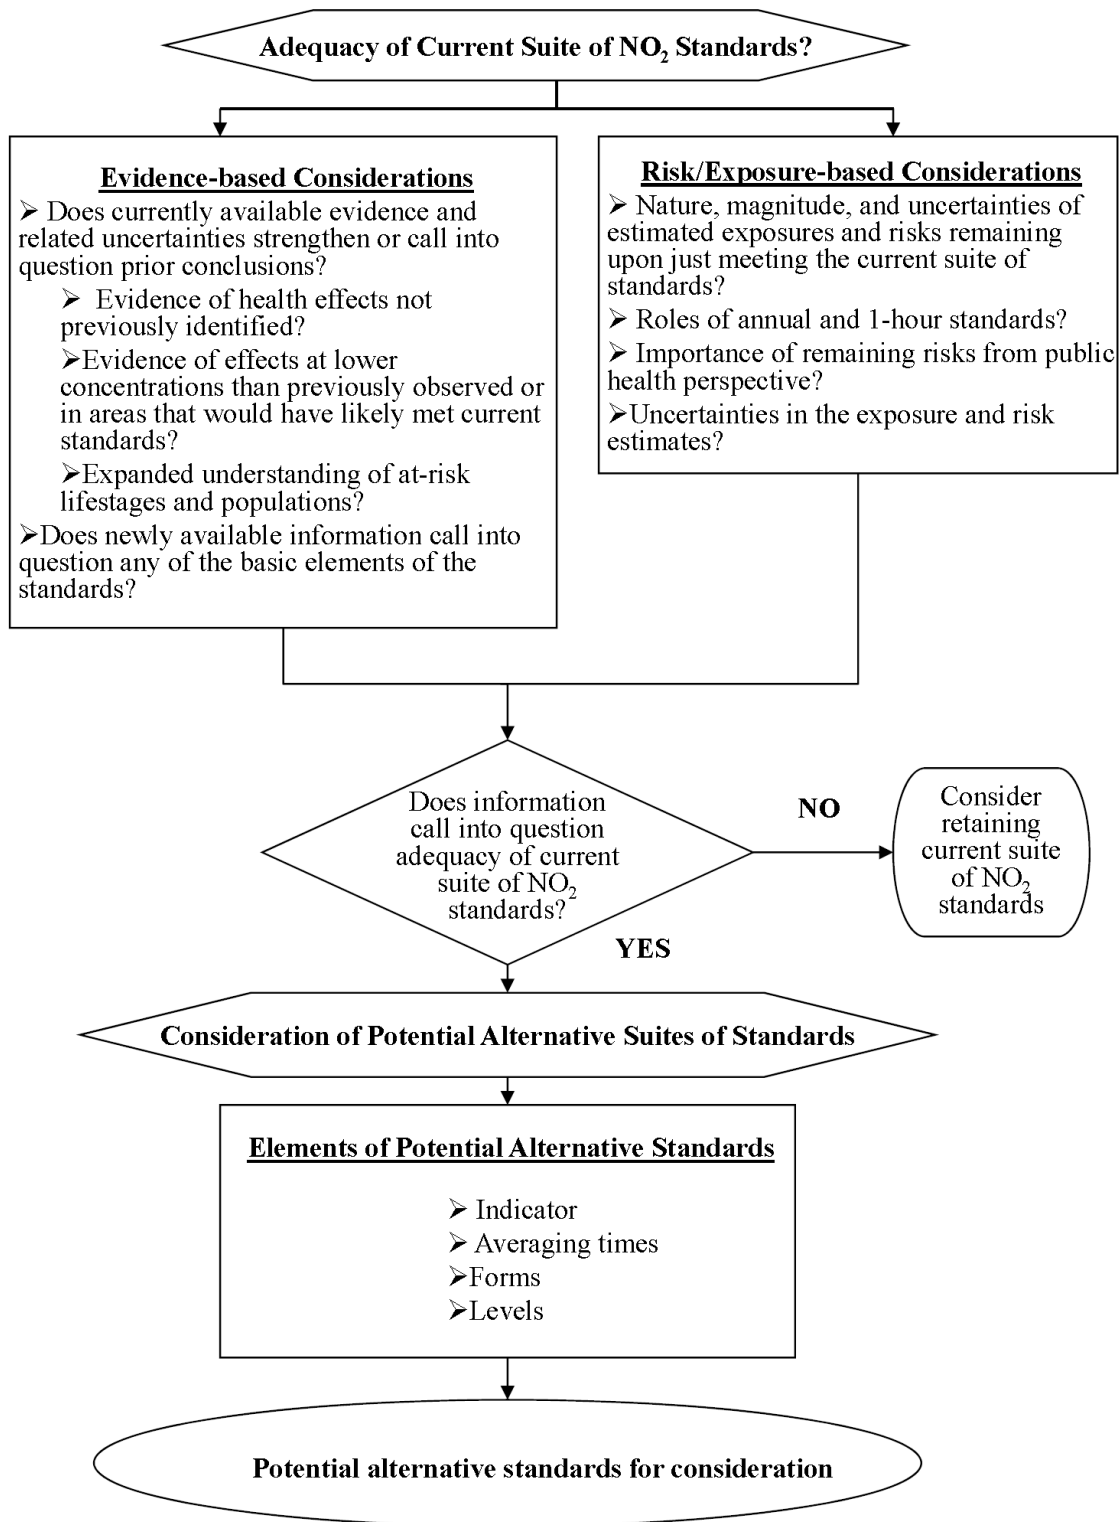 Adequacy of Current Suite of NO₂ Standards?
Evidence-based Considerations
➢ Does currently available evidence and
related uncertainties strengthen or call into
question prior conclusions?
➢ Evidence of health effects not
previously identified?
➢Evidence of effects at lower
concentrations than previously observed or
in areas that would have likely met current
standards?
➢Expanded understanding of at-risk
lifestages and populations?
➢Does newly available information call into
question any of the basic elements of the
standards?
Risk/Exposure-based Considerations
➢ Nature, magnitude, and uncertainties of
estimated exposures and risks remaining
upon just meeting the current suite of
standards?
➢ Roles of annual and 1-hour standards?
➢ Importance of remaining risks from public
health perspective?
➢Uncertainties in the exposure and risk
estimates?
Does information
call into question
adequacy of current
suite of NO₂
standards?
NO
Consider
retaining
current suite
of NO₂
standards
YES
Consideration of Potential Alternative Suites of Standards
Elements of Potential Alternative Standards
➢ Indicator
➢ Averaging times
➢Forms
➢Levels
Potential alternative standards for consideration